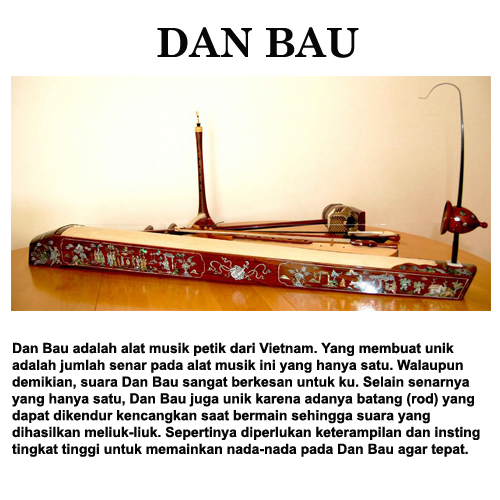 DAN BAU
Dan Bau adalah alat musik petik dari Vietnam. Yang membuat unik
adalah jumlah senar pada alat musik ini yang hanya satu. Walaupun
demikian, suara Dan Bau sangat berkesan untuk ku. Selain senarnya
yang hanya satu, Dan Bau juga unik karena adanya batang (rod) yang
dapat dikendur kencangkan saat bermain sehingga suara yang
dihasilkan meliuk-liuk. Sepertinya diperlukan keterampilan dan insting
tingkat tinggi untuk memainkan nada-nada pada Dan Bau agar tepat.